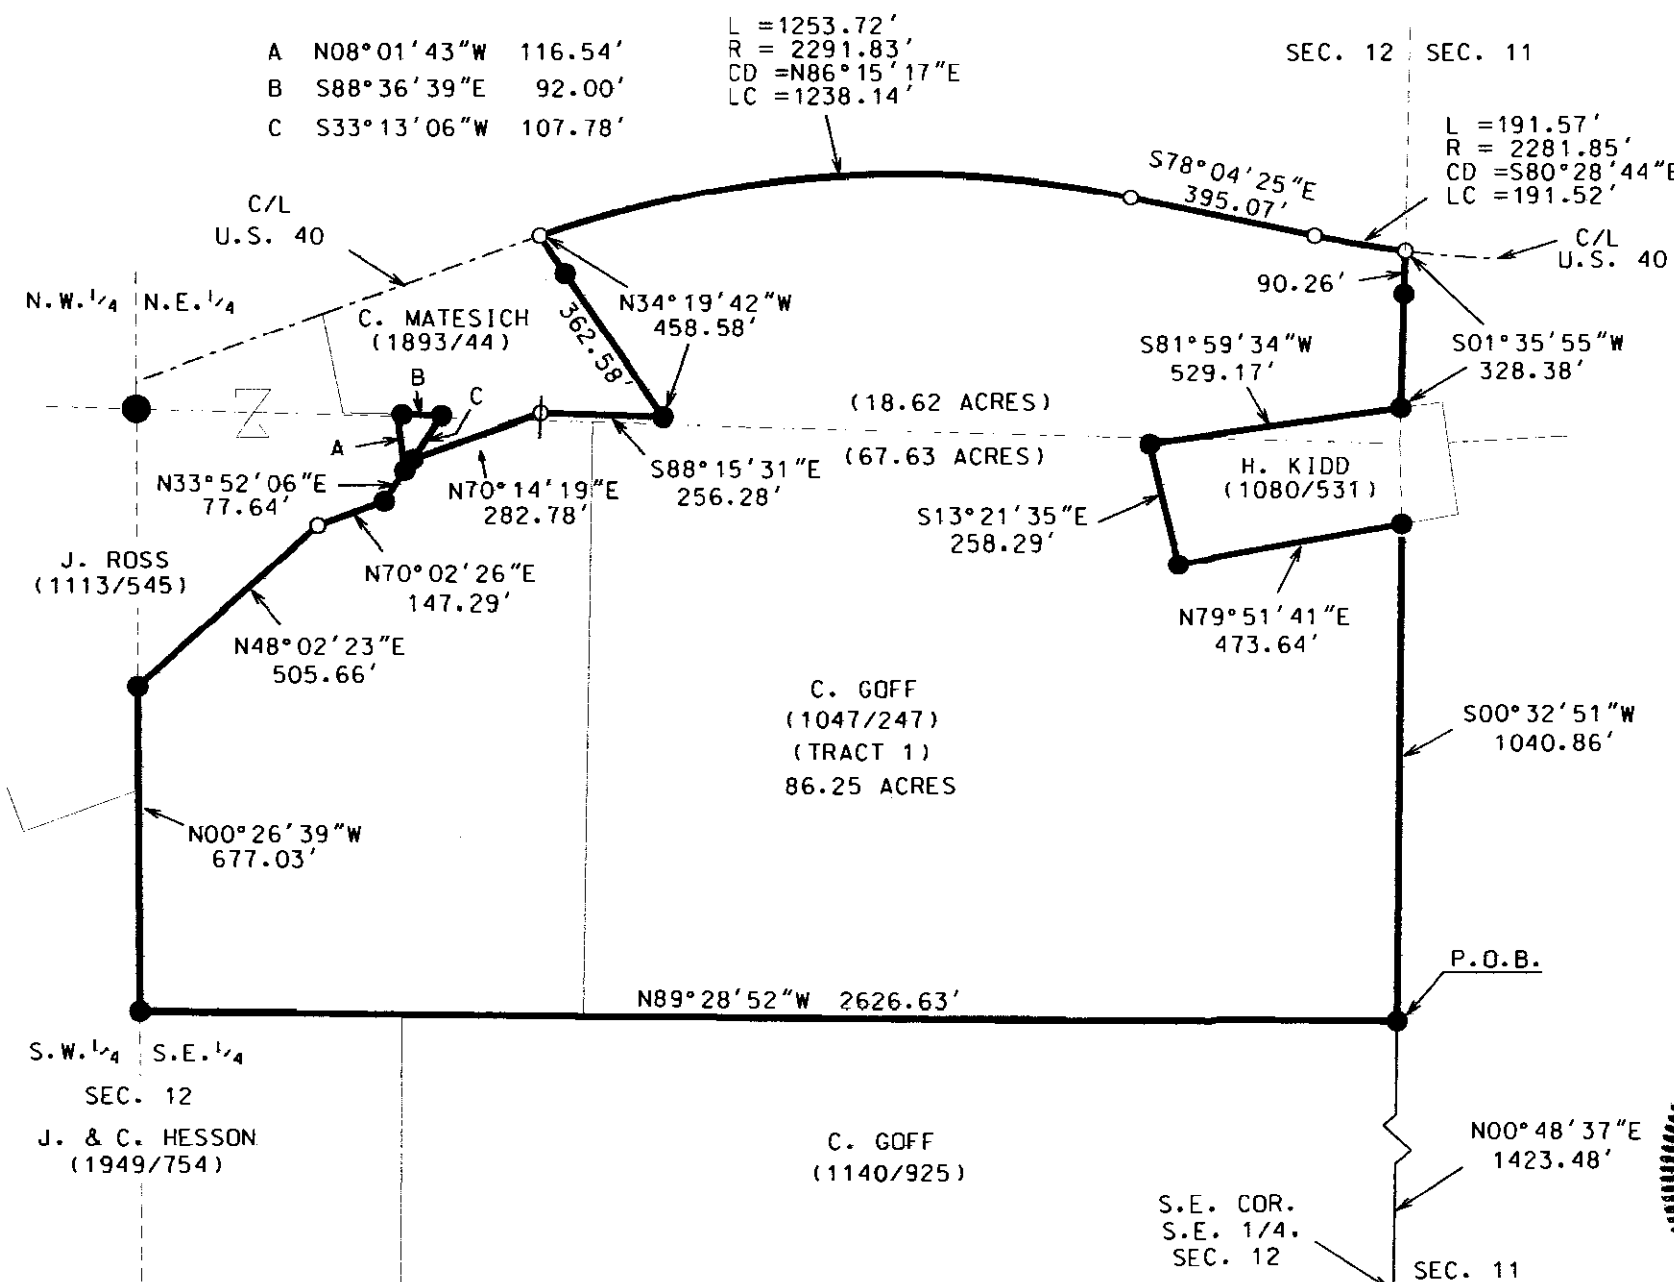 A N08°01'43"W 116.54'
B S88°36'39"E 92.00'
C S33°13'06"W 107.78'
L =1253.72'
R = 2291.83'
CD =N86°15'17"E
LC =1238.14'
SEC. 12 SEC. 11
L =191.57'
R = 2281.85'
CD =S80°28'44"E
LC =191.52'
S78°04'25"E
395.07'
C/L
U.S. 40
C/L
U.S. 40
N.W.1/4 N.E.1/4
C. MATESICH
(1893/44)
N34°19'42"W
458.58'
362.58'
90.26'
S81°59'34"W
529.17'
S01°35'55"W
328.38'
B
C
A
Z
(18.62 ACRES)
(67.63 ACRES)
H. KIDD
(1080/531)
N33°52'06"E
77.64'
N70°14'19"E
282.78'
S88°15'31"E
256.28'
S13°21'35"E
258.29'
J. ROSS
(1113/545)
N70°02'26"E
147.29'
N79°51'41"E
473.64'
N48°02'23"E
505.66'
C. GOFF
(1047/247)
(TRACT 1)
86.25 ACRES
S00°32'51"W
1040.86'
N00°26'39"W
677.03'
P.O.B.
N89°28'52"W 2626.63'
S.W.1/4 S.E.1/4
SEC. 12
J. & C. HESSON
(1949/754)
C. GOFF
(1140/925)
N00°48'37"E
1423.48'
S.E. COR.
S.E. 1/4.
SEC. 12
SEC. 11